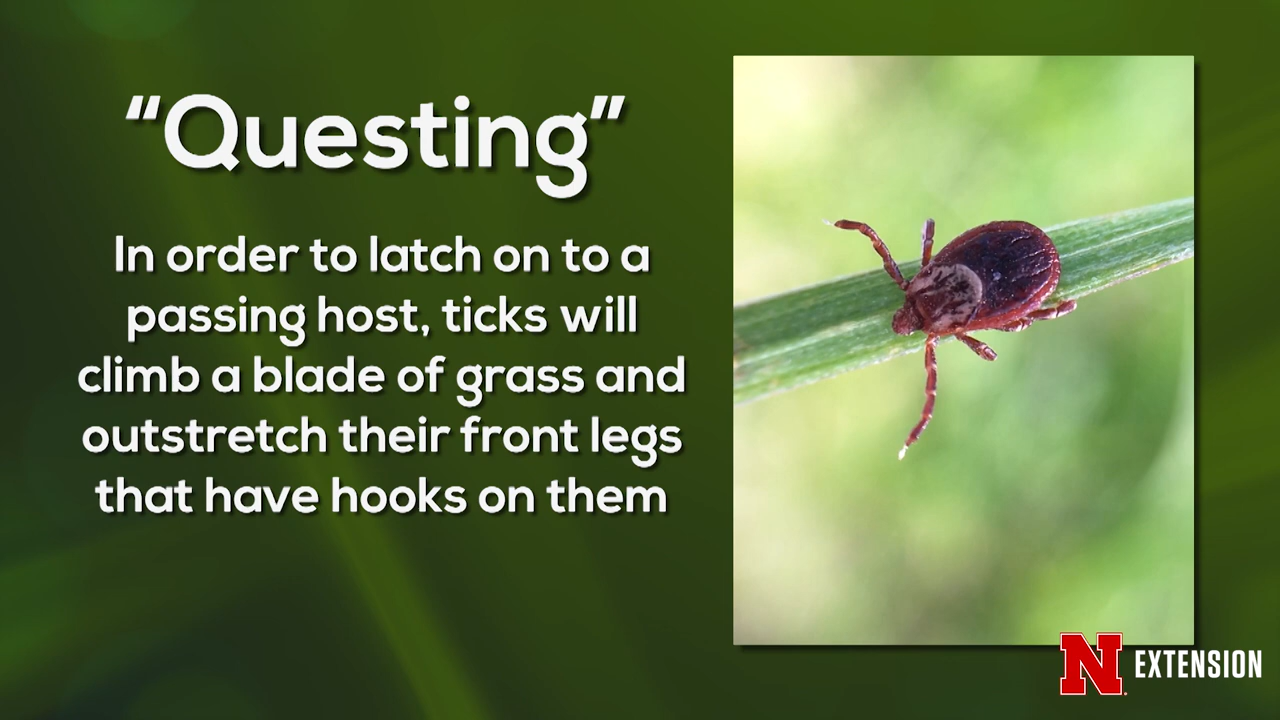 “Questing”
In order to latch on to a
passing host, ticks will
climb a blade of grass and
outstretch their front legs
that have hooks on them
N EXTENSION